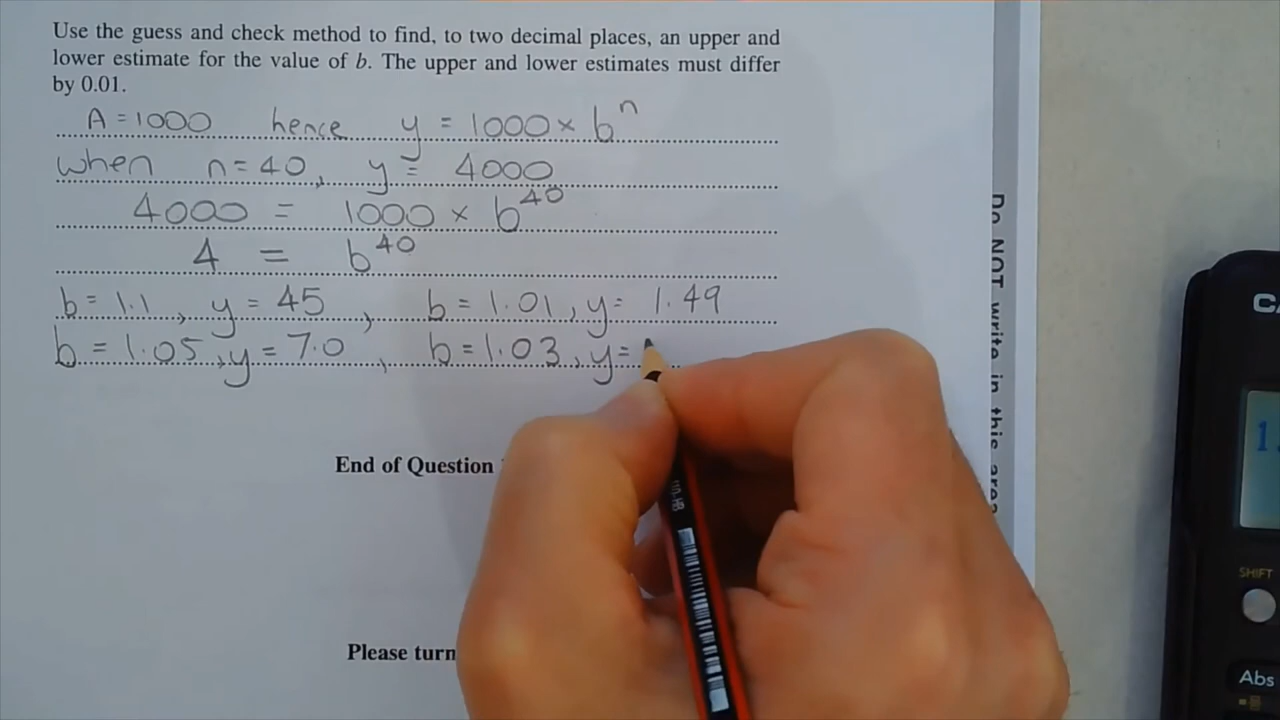 Use the guess and check method to find, to two decimal places, an upper and
lower estimate for the value of b. The upper and lower estimates must differ
by 0.01.
A = 1000 hence y = 1000 × b^n
when n = 40, y = 4000
4000 = 1000 × b^40
4 = b^40
b = 1.1, y = 45, b = 1.01, y = 1.49
b = 1.05, y = 7.0, b = 1.03, y =
End of Question
Please turn
Do NOT write in this area
SHIFT
Abs